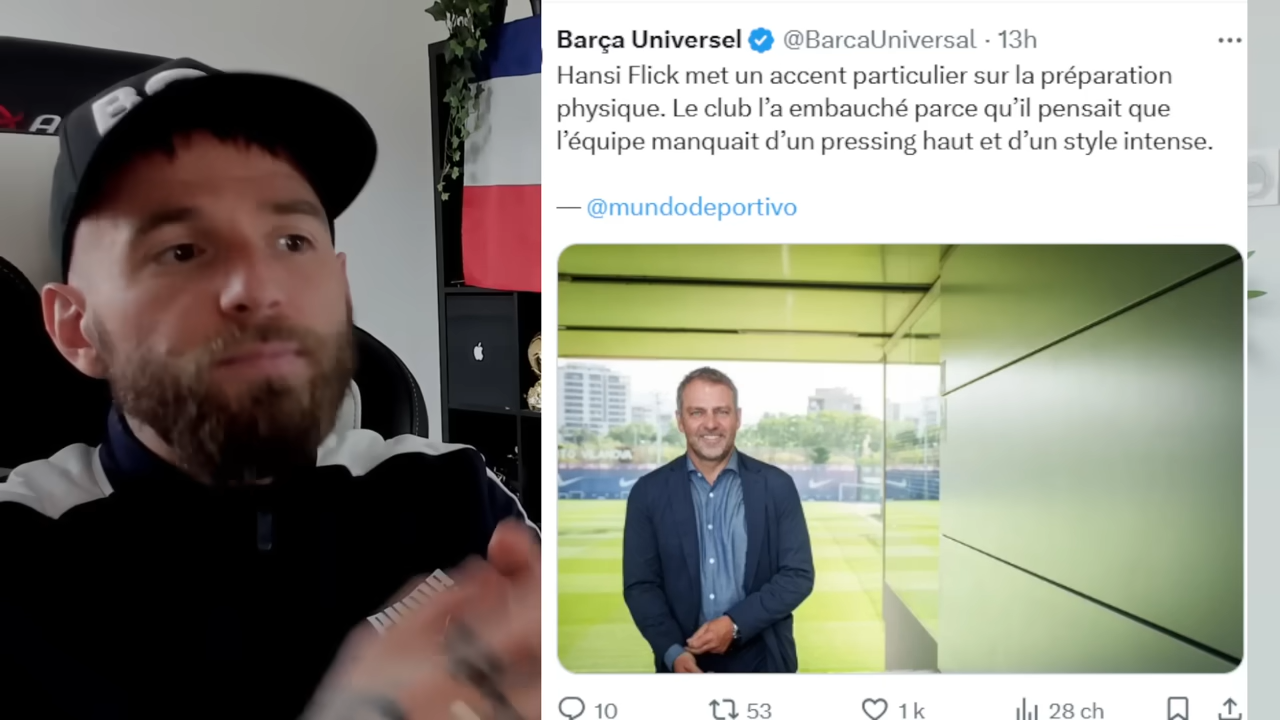 Barça Universel @BarcaUniversal · 13h
Hansi Flick met un accent particulier sur la préparation
physique. Le club l’a embauché parce qu’il pensait que
l’équipe manquait d’un pressing haut et d’un style intense.
— @mundodeportivo
PUMA
10 53 1 k 28 ch